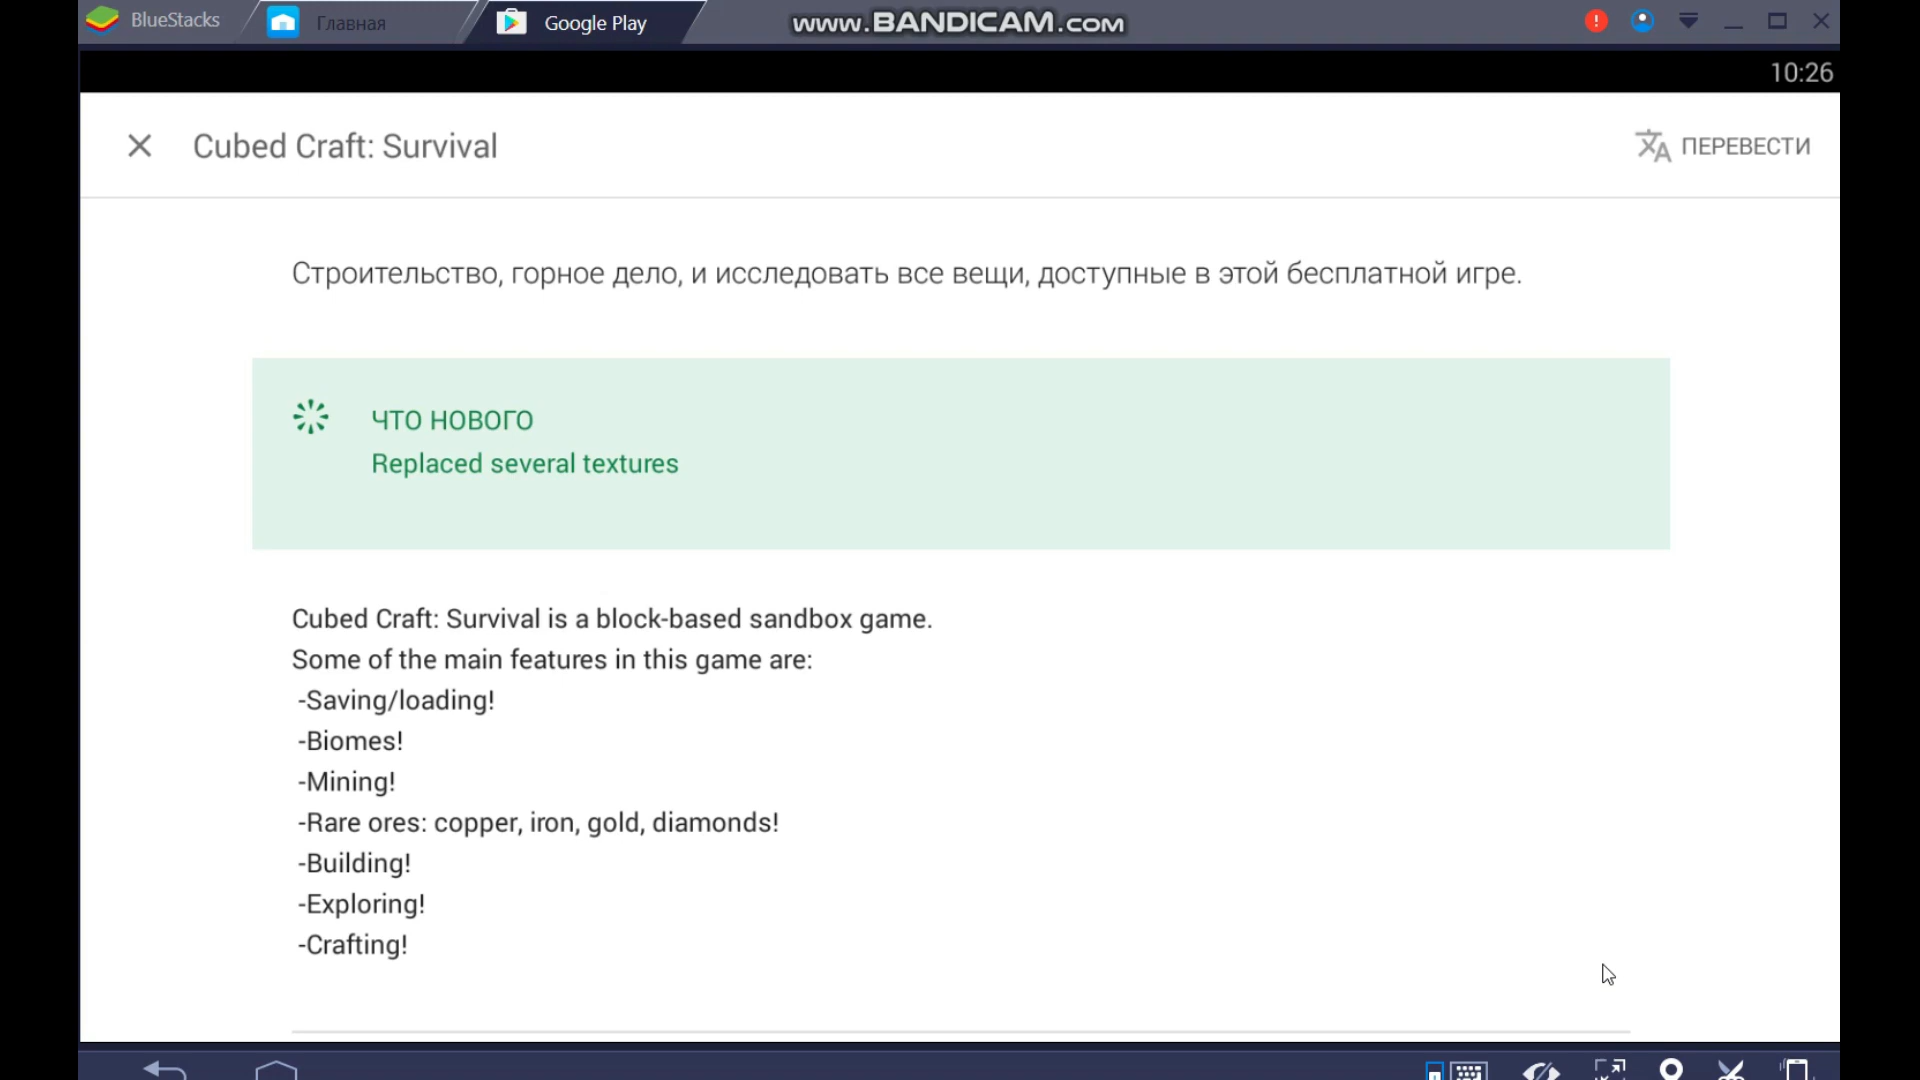 BlueStacks
Главная
Google Play
www.BANDICAM.com
10:26
Cubed Craft: Survival
ПЕРЕВЕСТИ
Строительство, горное дело, и исследовать все вещи, доступные в этой бесплатной игре.
ЧТО НОВОГО
Replaced several textures
Cubed Craft: Survival is a block-based sandbox game.
Some of the main features in this game are:
-Saving/loading!
-Biomes!
-Mining!
-Rare ores: copper, iron, gold, diamonds!
-Building!
-Exploring!
-Crafting!